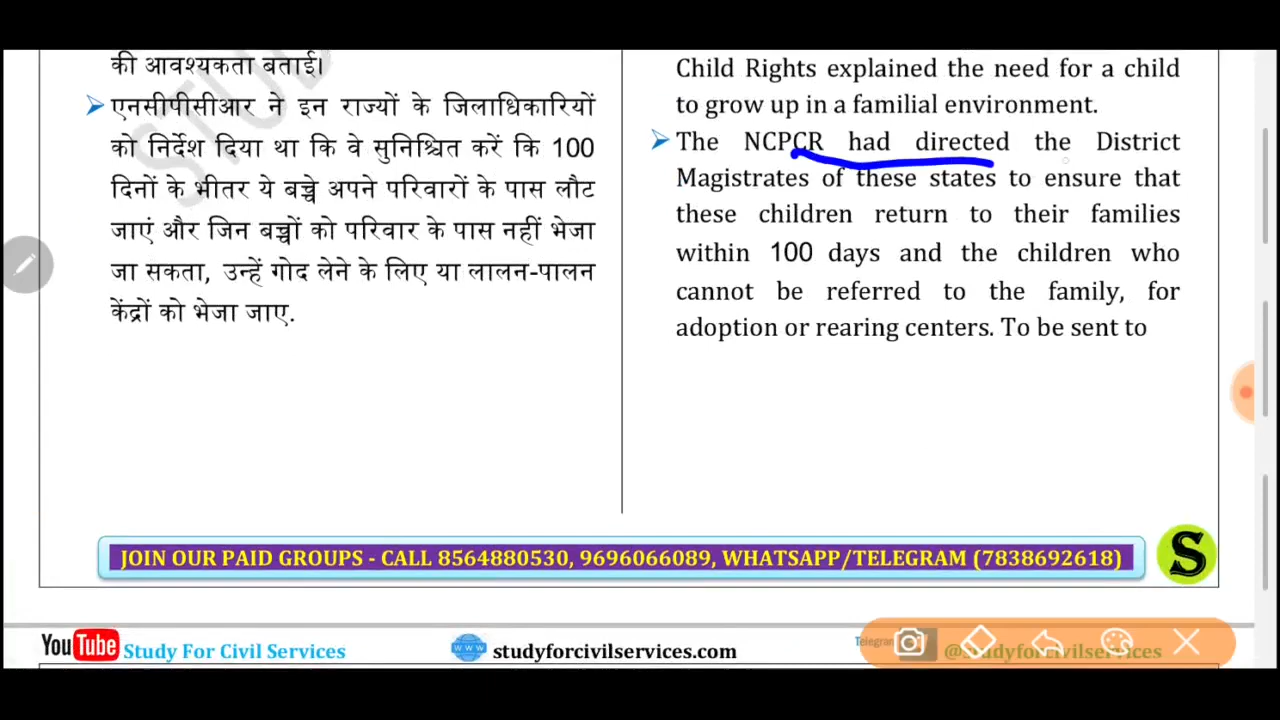 की आवश्यकता बताई।
➤ एनसीपीसीआर ने इन राज्यों के जिलाधिकारियों
को निर्देश दिया था कि वे सुनिश्चित करें कि 100
दिनों के भीतर ये बच्चे अपने परिवारों के पास लौट
जाएं और जिन बच्चों को परिवार के पास नहीं भेजा
जा सकता, उन्हें गोद लेने के लिए या लालन-पालन
केंद्रों को भेजा जाए.
Child Rights explained the need for a child
to grow up in a familial environment.
➤ The NCPCR had directed the District
Magistrates of these states to ensure that
these children return to their families
within 100 days and the children who
cannot be referred to the family, for
adoption or rearing centers. To be sent to
JOIN OUR PAID GROUPS - CALL 8564880530, 9696066089, WHATSAPP/TELEGRAM (7838692618)
S
YouTube Study For Civil Services
www studyforcivilservices.com
Telegram @studyforcivilservices